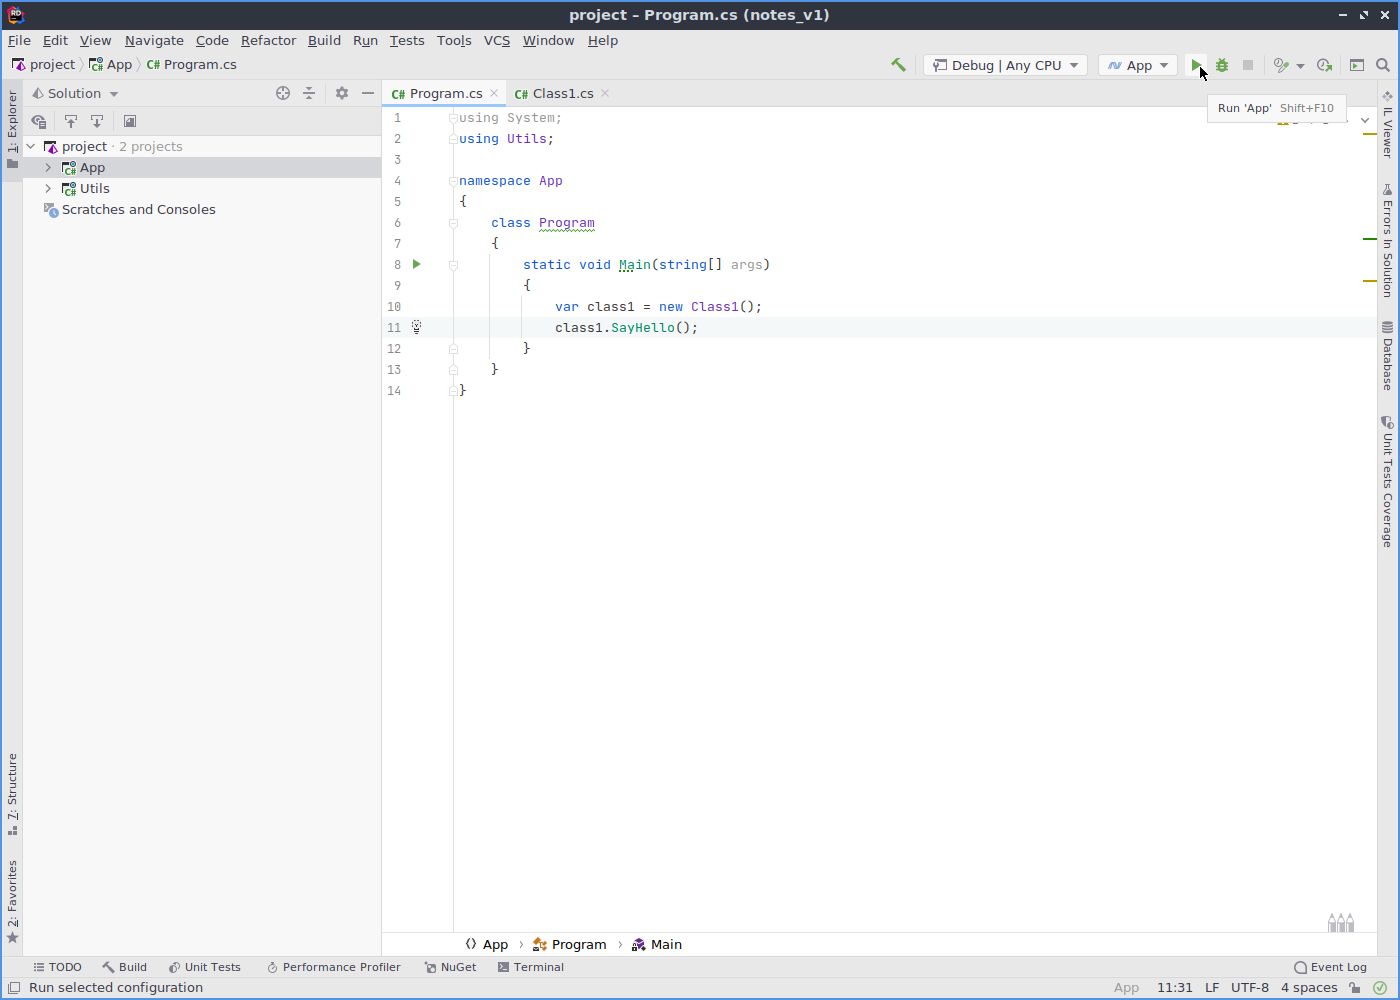 project – Program.cs (notes_v1)
File Edit View Navigate Code Refactor Build Run Tests Tools VCS Window Help
project App C# Program.cs Debug | Any CPU App
Solution
C# Program.cs C# Class1.cs
Run 'App' Shift+F10
project · 2 projects
App
Utils
Scratches and Consoles
1 using System;
2 using Utils;
3
4 namespace App
5 {
6 class Program
7 {
8 static void Main(string[] args)
9 {
10 var class1 = new Class1();
11 class1.SayHello();
12 }
13 }
14 }
1: Explorer
7: Structure
2: Favorites
IL Viewer
Errors In Solution
Database
Unit Tests Coverage
App Program Main
TODO Build Unit Tests Performance Profiler NuGet Terminal Event Log
Run selected configuration App 11:31 LF UTF-8 4 spaces